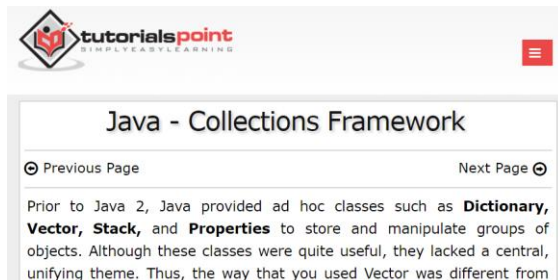 tutorialspoint
SIMPLYEASYLEARNING
Java - Collections Framework
Previous Page
Next Page
Prior to Java 2, Java provided ad hoc classes such as Dictionary,
Vector, Stack, and Properties to store and manipulate groups of
objects. Although these classes were quite useful, they lacked a central,
unifying theme. Thus, the way that you used Vector was different from